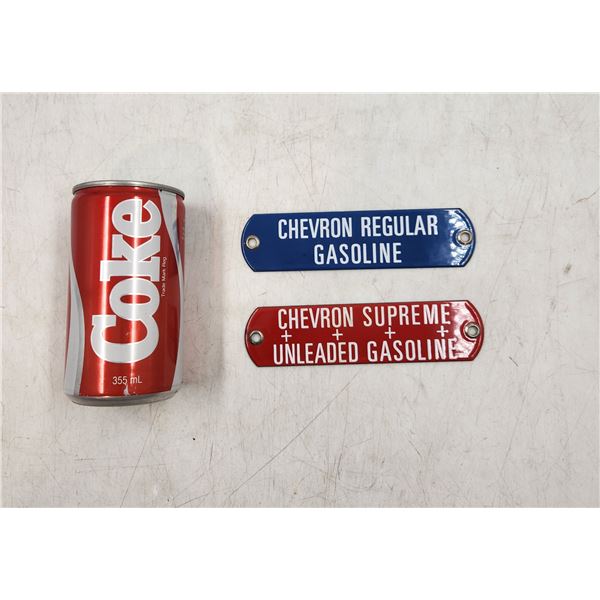 Coke
Trade Mark Reg.
355 mL
CHEVRON REGULAR
GASOLINE
CHEVRON SUPREME
+ + + +
UNLEADED GASOLINE